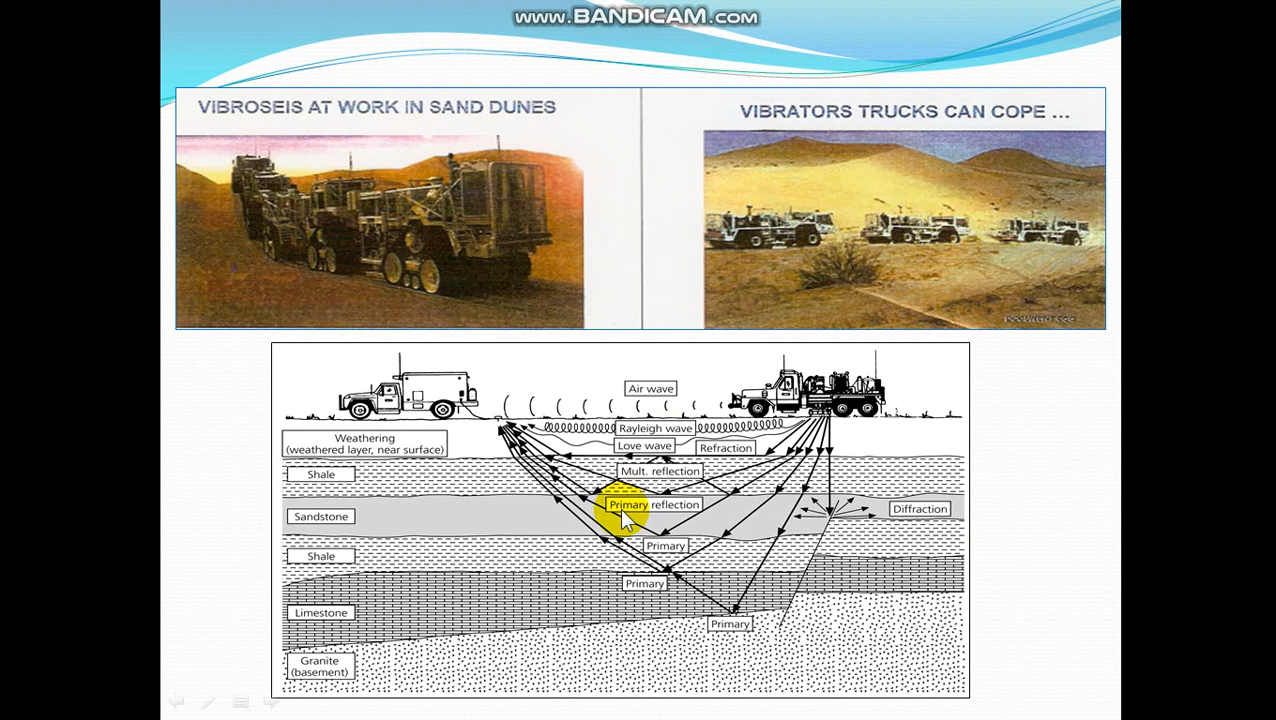 www.BANDICAM.com
VIBROSEIS AT WORK IN SAND DUNES
VIBRATORS TRUCKS CAN COPE ...
Air wave
Rayleigh wave
Weathering
(weathered layer, near surface)
Love wave
Refraction
Shale
Mult. reflection
Primary reflection
Sandstone
Diffraction
Primary
Shale
Primary
Limestone
Primary
Granite
(basement)